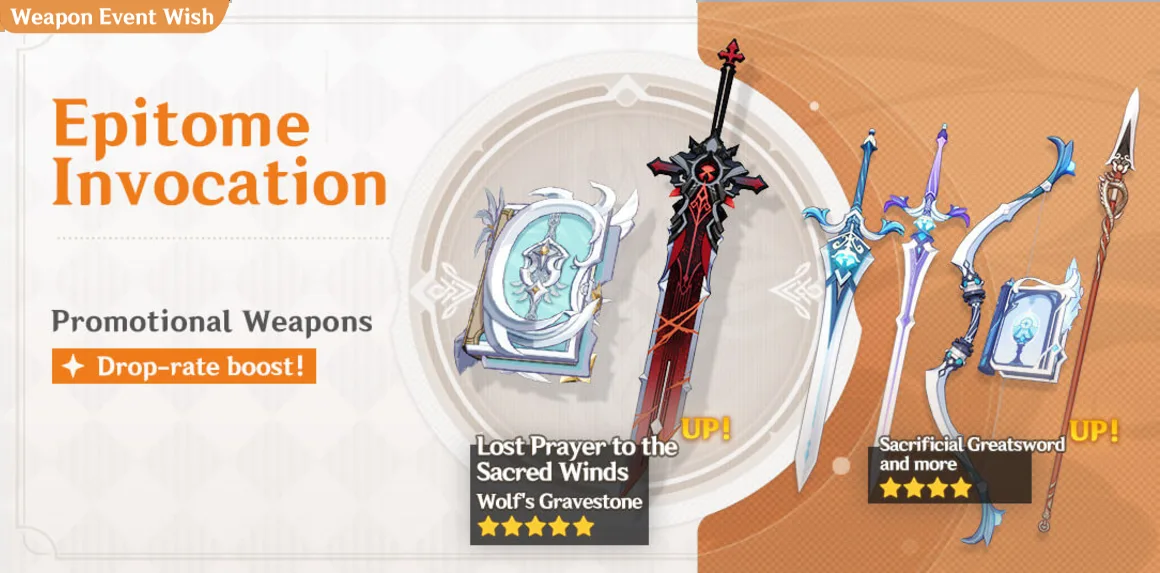 Weapon Event Wish
Epitome
Invocation
Promotional Weapons
Drop-rate boost!
UP!
Lost Prayer to the
Sacred Winds
Wolf's Gravestone
UP!
Sacrificial Greatsword
and more